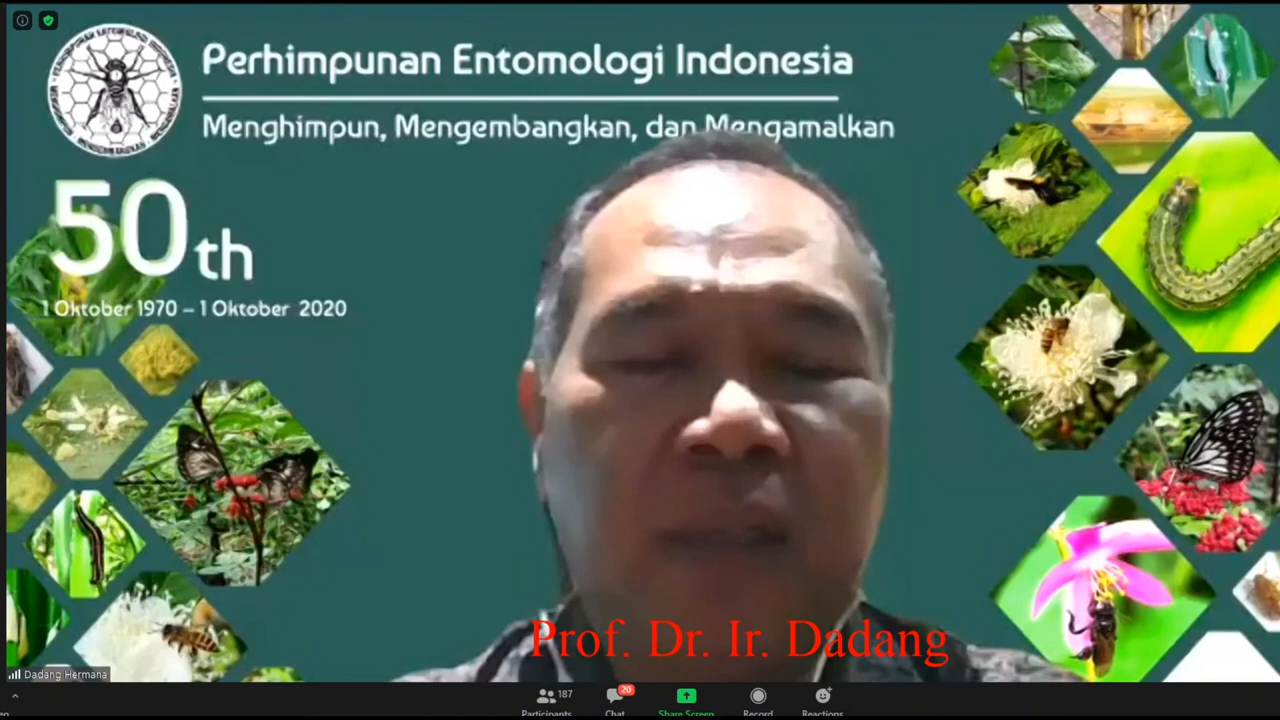 Perhimpunan Entomologi Indonesia
Menghimpun, Mengembangkan, dan Mengamalkan
50th
1 Oktober 1970 – 1 Oktober 2020
Prof. Dr. Ir. Dadang
Dadang Hermana
187
20
Participants
Chat
Share Screen
Record
Reactions